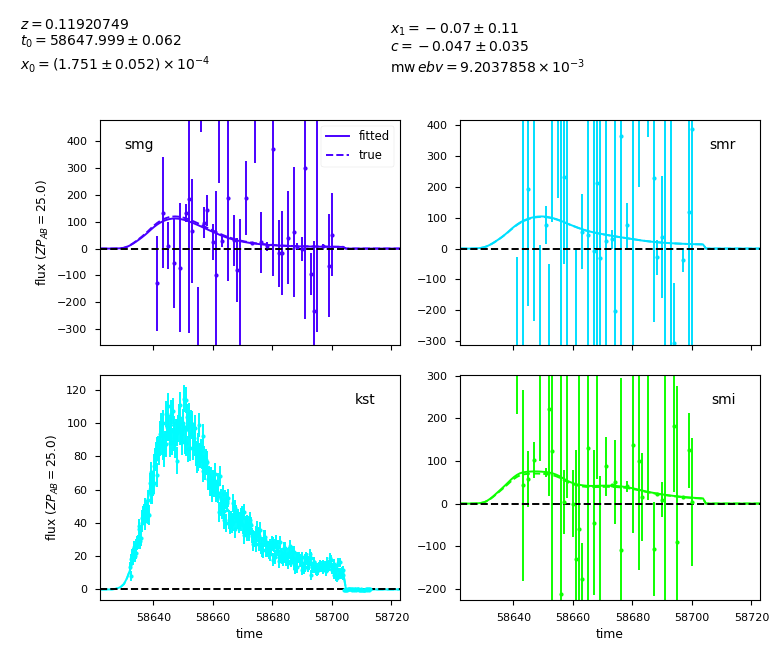 z = 0.11920749
t₀ = 58647.999 ± 0.062
x₀ = (1.751 ± 0.052) × 10⁻⁴
x₁ = −0.07 ± 0.11
c = −0.047 ± 0.035
mw ebv = 9.2037858 × 10⁻³
smg
fitted
true
400
300
200
100
0
−100
−200
−300
flux (ZP_AB = 25.0)
smr
400
300
200
100
0
−100
−200
−300
kst
120
100
80
60
40
20
0
flux (ZP_AB = 25.0)
58640 58660 58680 58700 58720
time
smi
300
200
100
0
−100
−200
58640 58660 58680 58700 58720
time